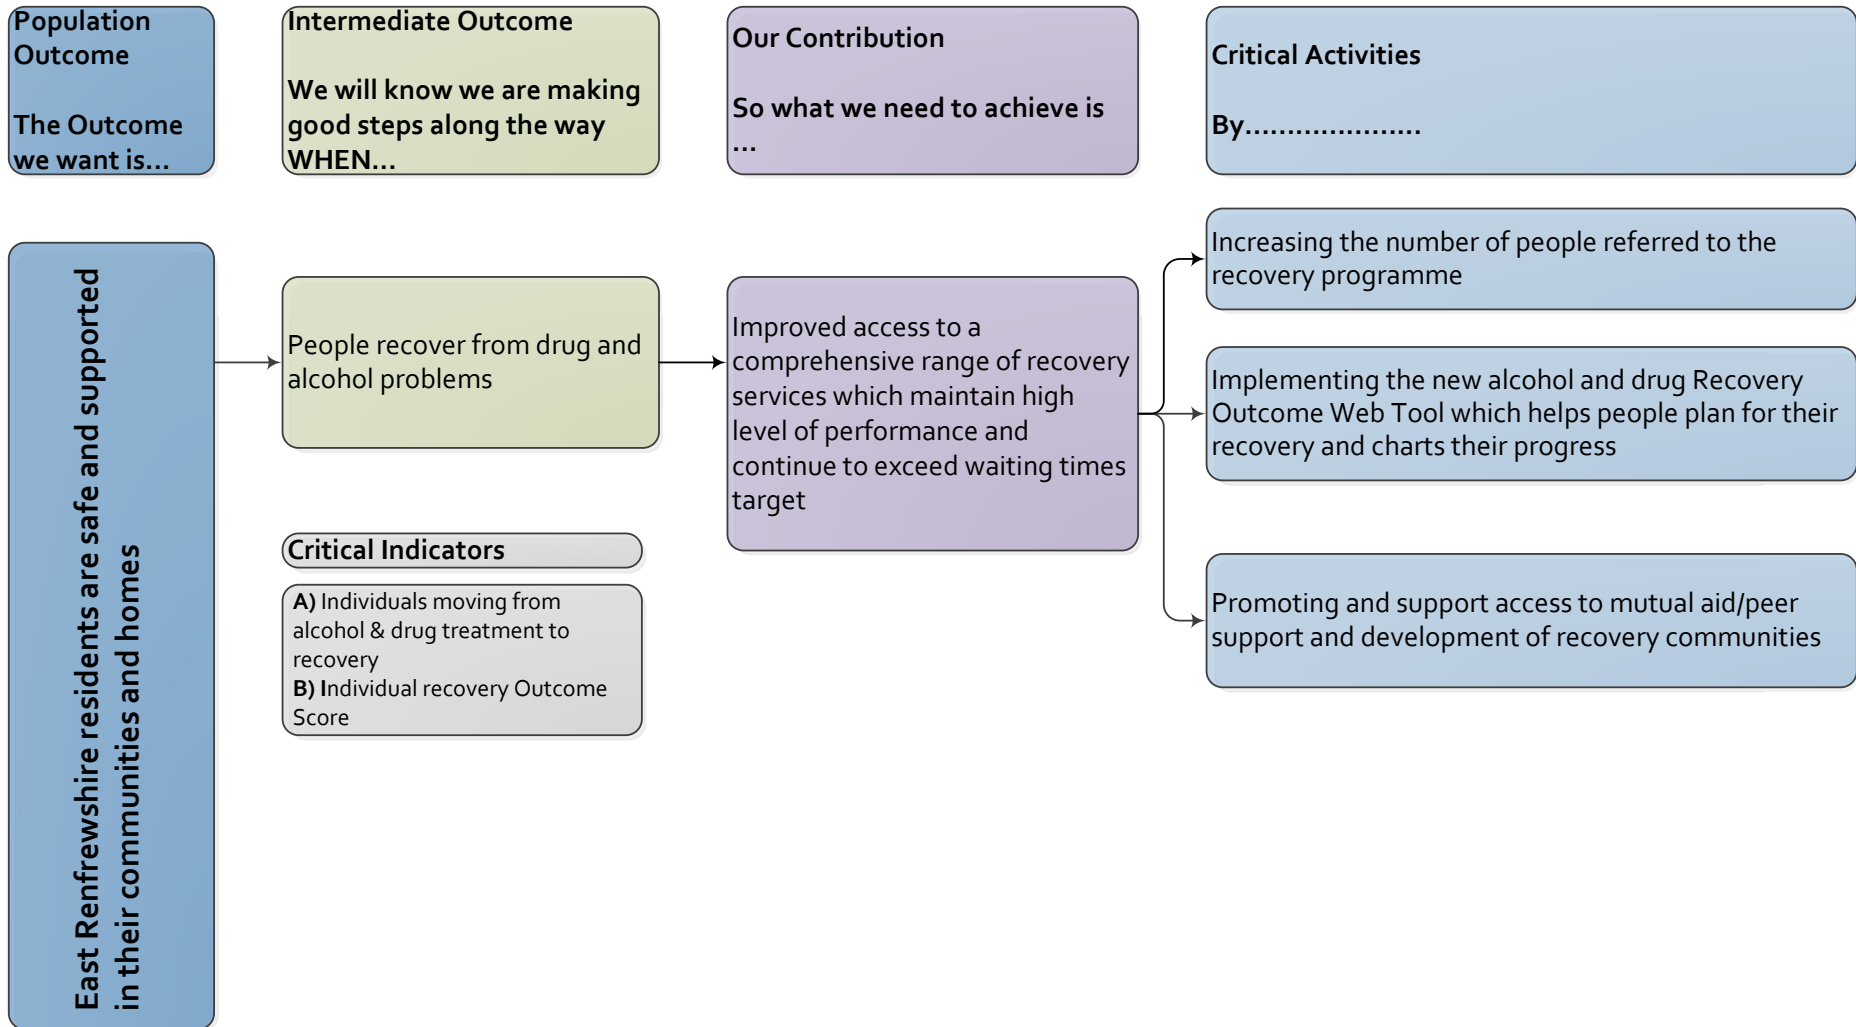 Population
Outcome
The Outcome
we want is...
Intermediate Outcome
We will know we are making
good steps along the way
WHEN...
Our Contribution
So what we need to achieve is
...
Critical Activities
By.....................
East Renfrewshire residents are safe and supported
in their communities and homes
People recover from drug and
alcohol problems
Critical Indicators
A) Individuals moving from
alcohol & drug treatment to
recovery
B) Individual recovery Outcome
Score
Improved access to a
comprehensive range of recovery
services which maintain high
level of performance and
continue to exceed waiting times
target
Increasing the number of people referred to the
recovery programme
Implementing the new alcohol and drug Recovery
Outcome Web Tool which helps people plan for their
recovery and charts their progress
Promoting and support access to mutual aid/peer
support and development of recovery communities